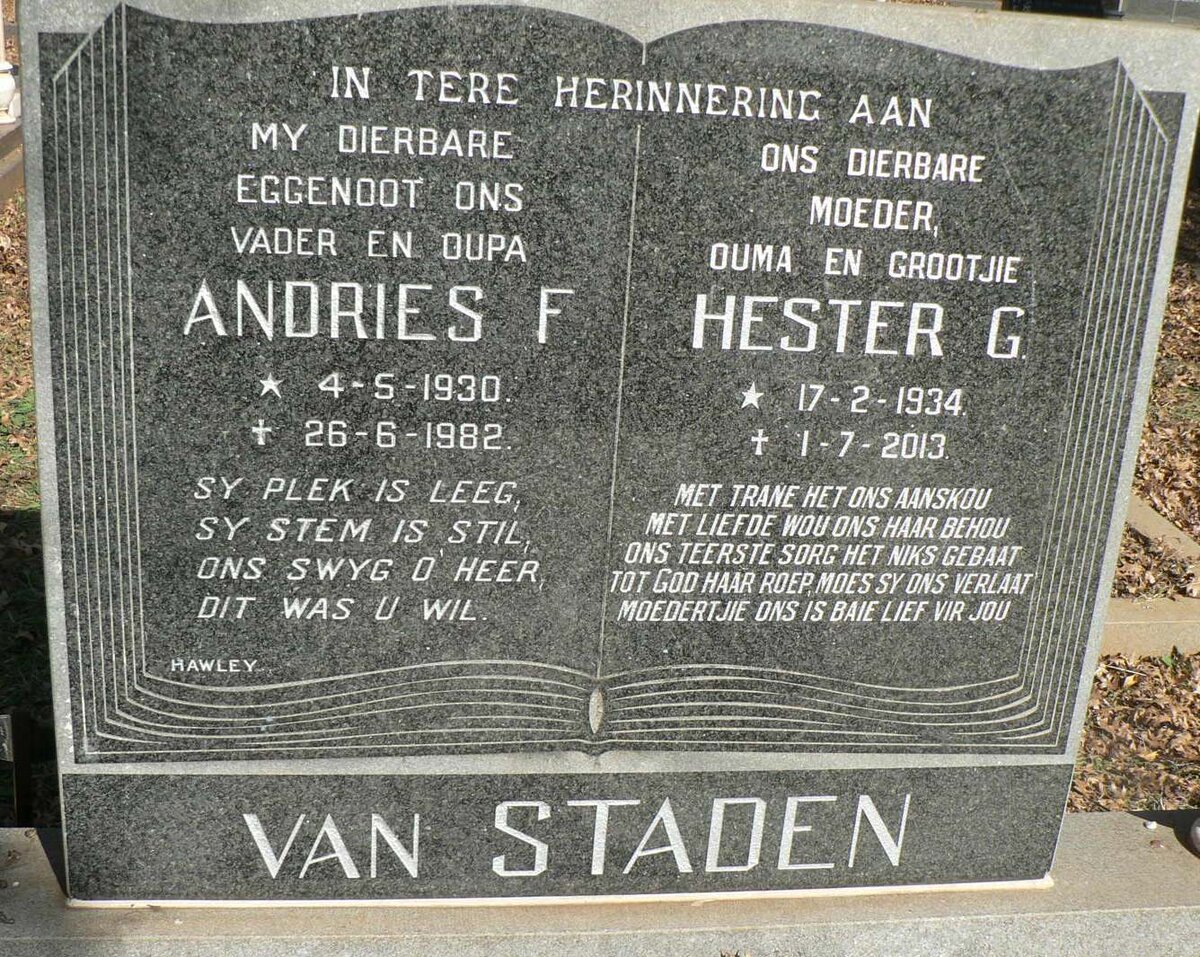 IN TERE HERINNERING AAN
MY DIERBARE
EGGENOOT ONS
VADER EN OUPA
ANDRIES F
★ 4-5-1930.
✝ 26-6-1982.
SY PLEK IS LEEG,
SY STEM IS STIL,
ONS SWYG O HEER,
DIT WAS U WIL.
HAWLEY
ONS DIERBARE
MOEDER,
OUMA EN GROOTJIE
HESTER G.
★ 17-2-1934.
✝ 1-7-2013.
MET TRANE HET ONS AANSKOU
MET LIEFDE WOU ONS HAAR BEHOU
ONS TEERSTE SORG HET NIKS GEBAAT
TOT GOD HAAR ROEP, MOES SY ONS VERLAAT
MOEDERTJIE ONS IS BAIE LIEF VIR JOU
VAN STADEN